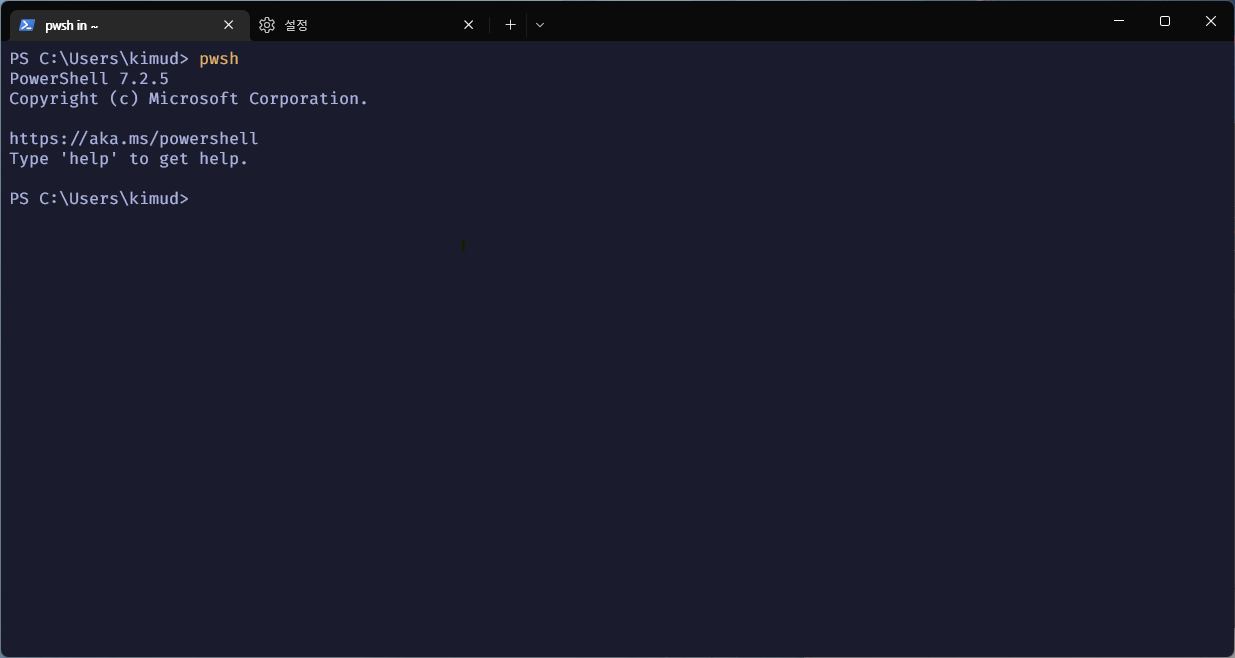 pwsh in ~
설정
PS C:\Users\kimud> pwsh
PowerShell 7.2.5
Copyright (c) Microsoft Corporation.
https://aka.ms/powershell
Type 'help' to get help.
PS C:\Users\kimud>